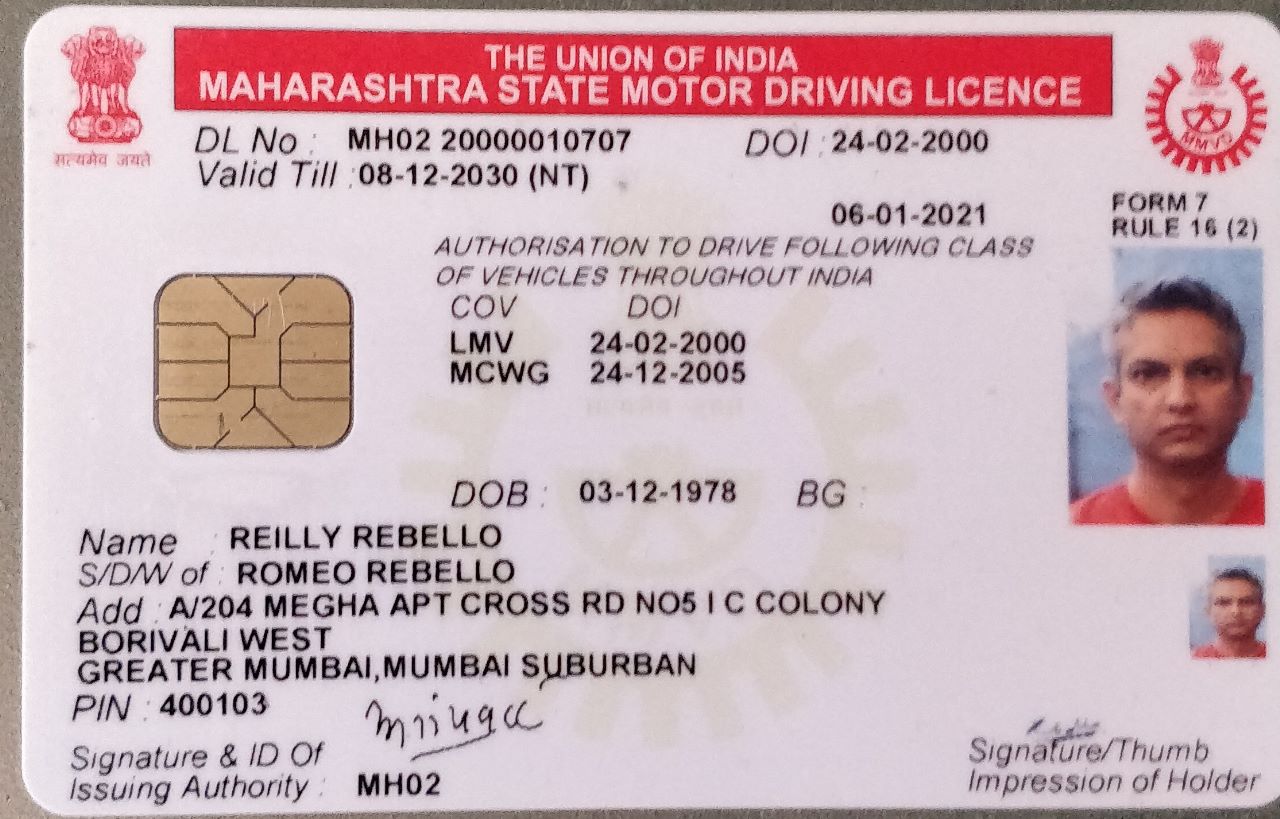 THE UNION OF INDIA
MAHARASHTRA STATE MOTOR DRIVING LICENCE
सत्यमेव जयते
MMVD
DL No : MH02 20000010707 DOI : 24-02-2000
Valid Till : 08-12-2030 (NT)
06-01-2021
FORM 7
RULE 16 (2)
AUTHORISATION TO DRIVE FOLLOWING CLASS
OF VEHICLES THROUGHOUT INDIA
COV DOI
LMV 24-02-2000
MCWG 24-12-2005
DOB : 03-12-1978 BG :
Name : REILLY REBELLO
S/D/W of : ROMEO REBELLO
Add : A/204 MEGHA APT CROSS RD NO5 I C COLONY
BORIVALI WEST
GREATER MUMBAI,MUMBAI SUBURBAN
PIN : 400103
Signature & ID Of
Issuing Authority : MH02
Signature/Thumb
Impression of Holder